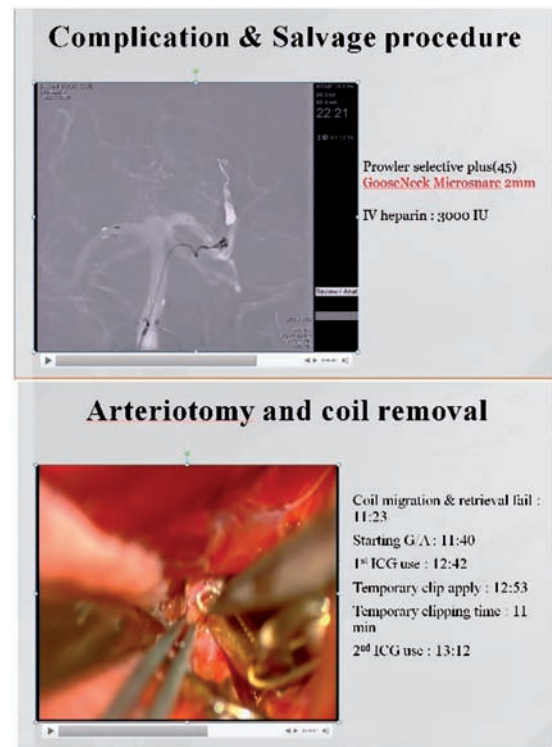 Complication & Salvage procedure
22:21
Prowler selective plus(45)
GooseNeck Microsnare 2mm
IV heparin : 3000 IU
Arteriotomy and coil removal
Coil migration & retrieval fail :
11:23
Starting G/A : 11:40
1st ICG use : 12:42
Temporary clip apply : 12:53
Temporary clipping time : 11
min
2nd ICG use : 13:12